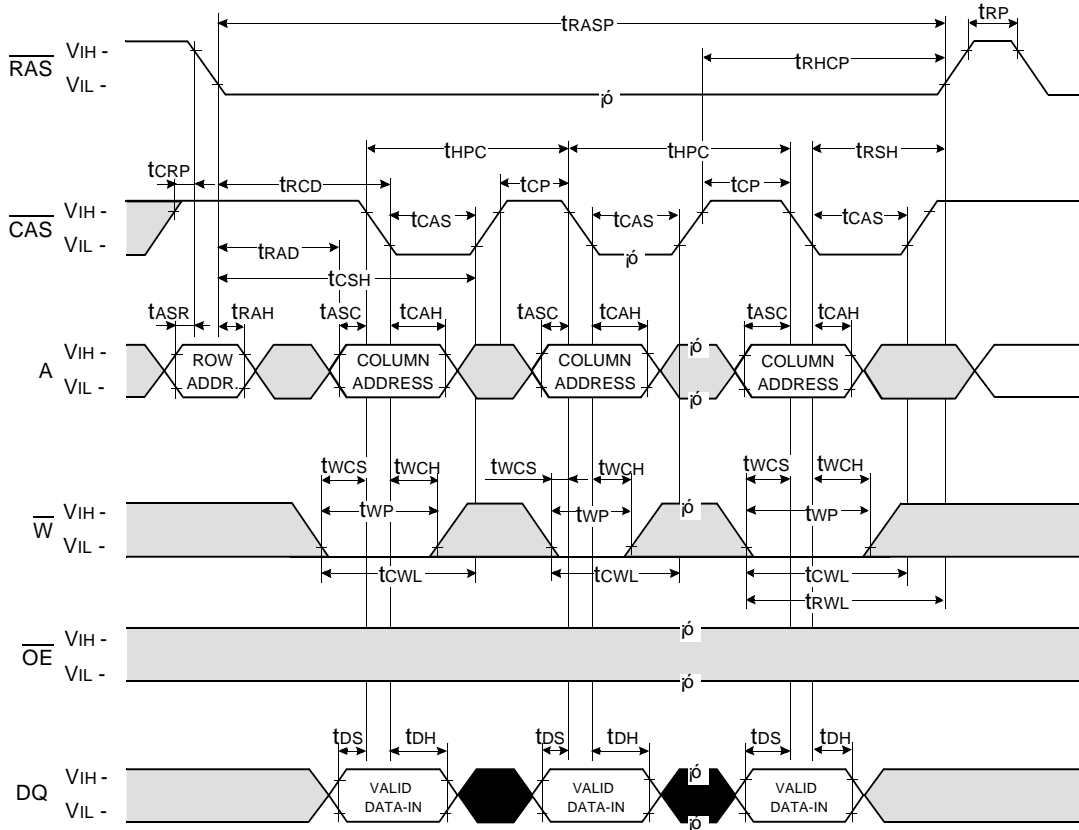 tRASP
tRP
RAS
VIH -
VIL -
tRHCP
¡ó
tHPC
tHPC
tRSH
tCRP
tRCD
tCP
tCP
CAS
VIH -
VIL -
tCAS
tCAS
tCAS
¡ó
tRAD
tCSH
tASR
tRAH
tASC
tCAH
tASC
tCAH
tASC
tCAH
A
VIH -
VIL -
ROW
ADDR.
COLUMN
ADDRESS
COLUMN
ADDRESS
COLUMN
ADDRESS
¡ó
¡ó
tWCS
tWCH
tWCS
tWCH
tWCS
tWCH
W
VIH -
VIL -
tWP
tWP
tWP
¡ó
tCWL
tCWL
tCWL
tRWL
OE
VIH -
VIL -
¡ó
¡ó
tDS
tDH
tDS
tDH
tDS
tDH
DQ
VIH -
VIL -
VALID
DATA-IN
VALID
DATA-IN
VALID
DATA-IN
¡ó
¡ó